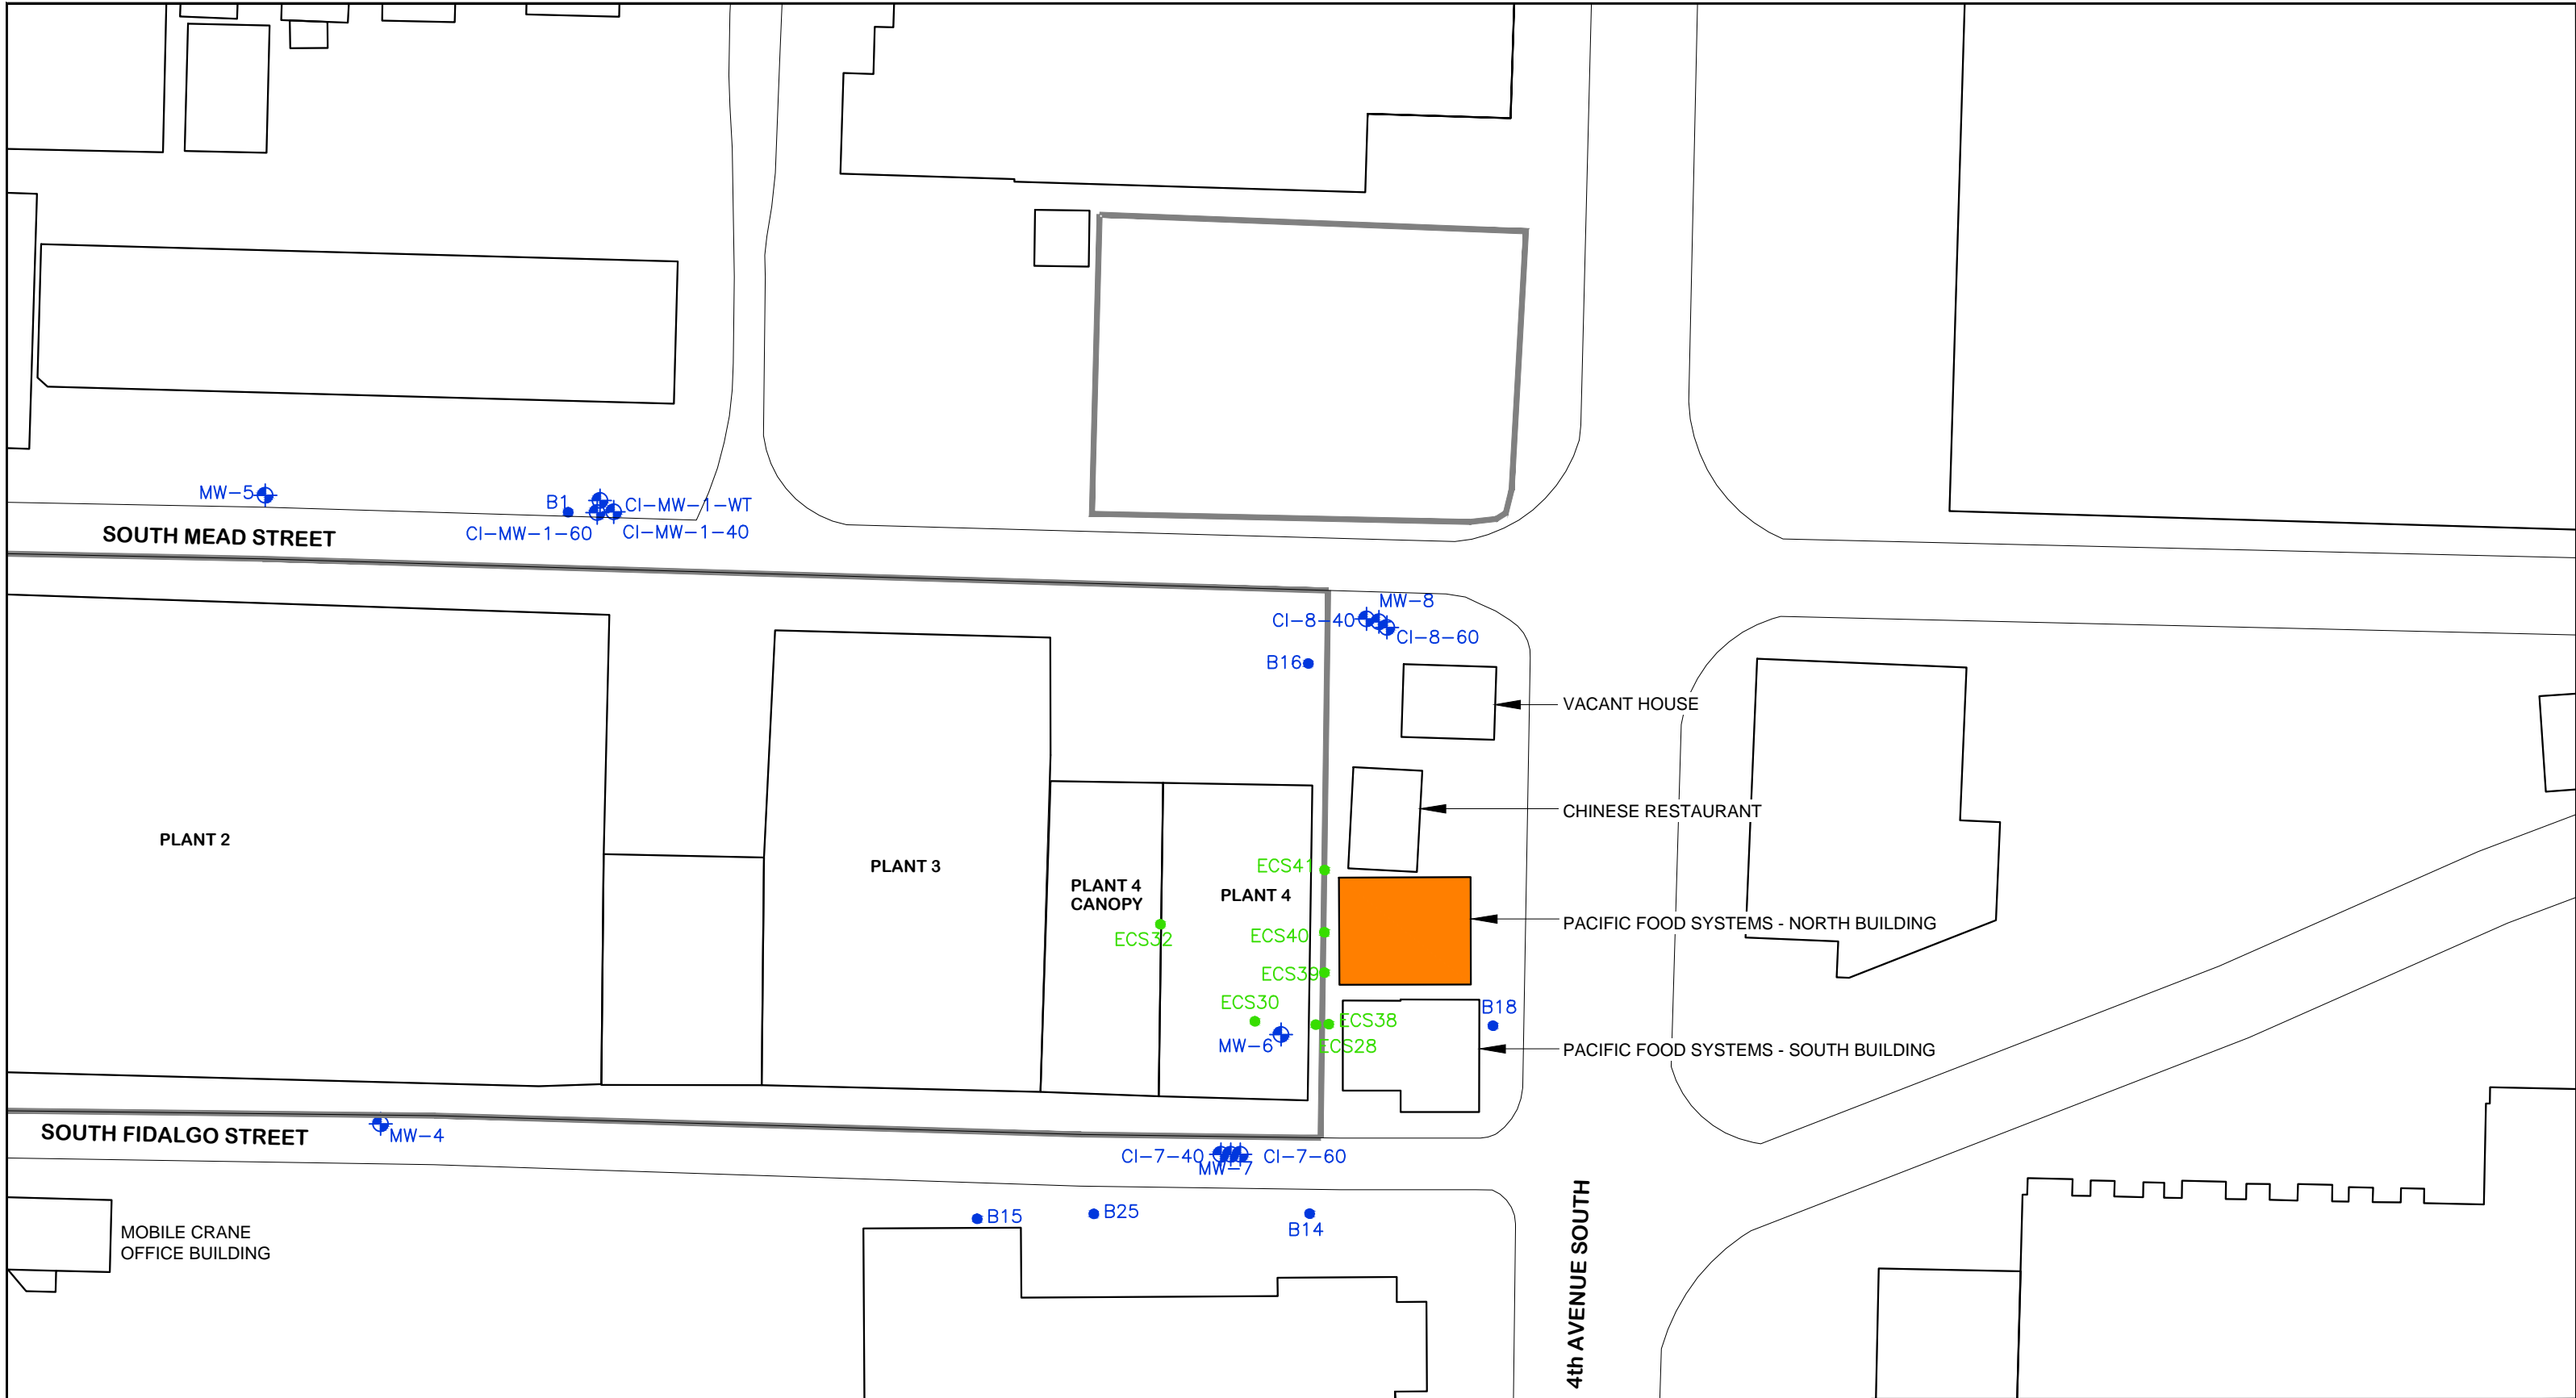 MW-5
B1
CI-MW-1-WT
CI-MW-1-60
CI-MW-1-40
SOUTH MEAD STREET
MW-8
CI-8-40
CI-8-60
B16
VACANT HOUSE
CHINESE RESTAURANT
PLANT 2
PLANT 3
PLANT 4
CANOPY
PLANT 4
ECS41
ECS32
ECS40
PACIFIC FOOD SYSTEMS - NORTH BUILDING
ECS39
ECS30
ECS38
B18
MW-6
ECS28
PACIFIC FOOD SYSTEMS - SOUTH BUILDING
SOUTH FIDALGO STREET
MW-4
CI-7-40
MW-7
CI-7-60
B15
B25
B14
MOBILE CRANE
OFFICE BUILDING
4th AVENUE SOUTH